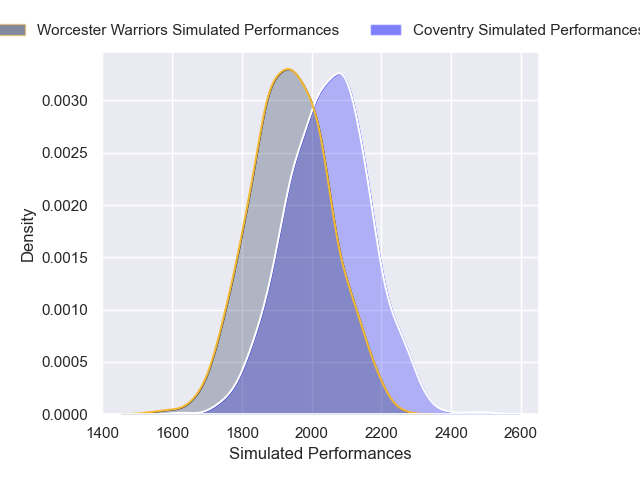 Worcester Warriors Simulated Performances
Coventry Simulated Performances
0.0030
0.0025
0.0020
0.0015
0.0010
0.0005
0.0000
Density
1400 1600 1800 2000 2200 2400 2600
Simulated Performances